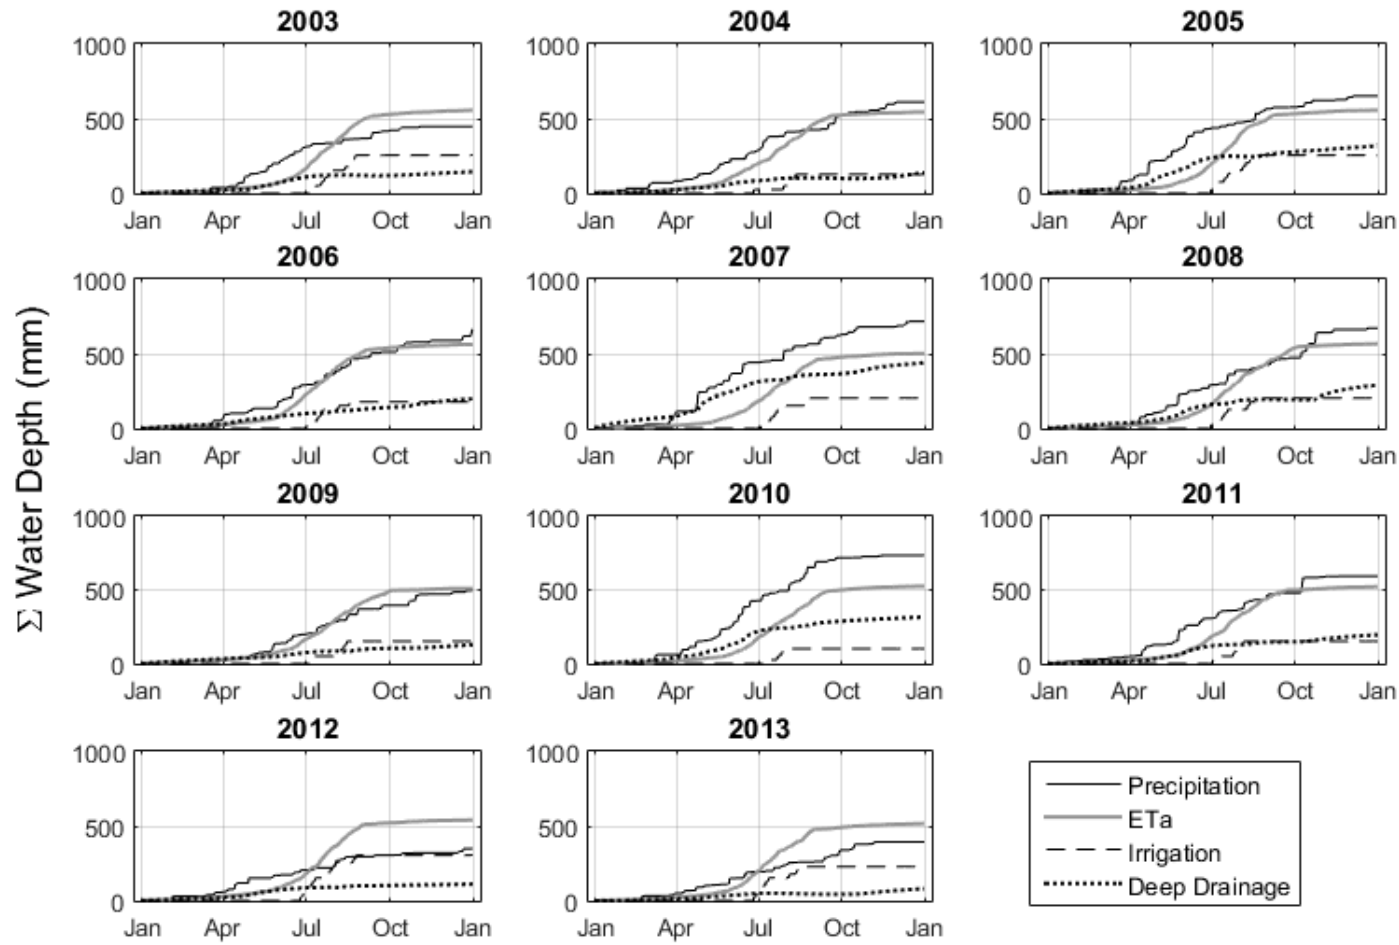 2003 2004 2005
1000 1000 1000
500 500 500
0 0 0
Jan Apr Jul Oct Jan Jan Apr Jul Oct Jan Jan Apr Jul Oct Jan
2006 2007 2008
1000 1000 1000
500 500 500
0 0 0
Jan Apr Jul Oct Jan Jan Apr Jul Oct Jan Jan Apr Jul Oct Jan
Σ Water Depth (mm)
2009 2010 2011
1000 1000 1000
500 500 500
0 0 0
Jan Apr Jul Oct Jan Jan Apr Jul Oct Jan Jan Apr Jul Oct Jan
2012 2013
1000 1000
500 500
0 0
Jan Apr Jul Oct Jan Jan Apr Jul Oct Jan
Precipitation
ETa
Irrigation
Deep Drainage